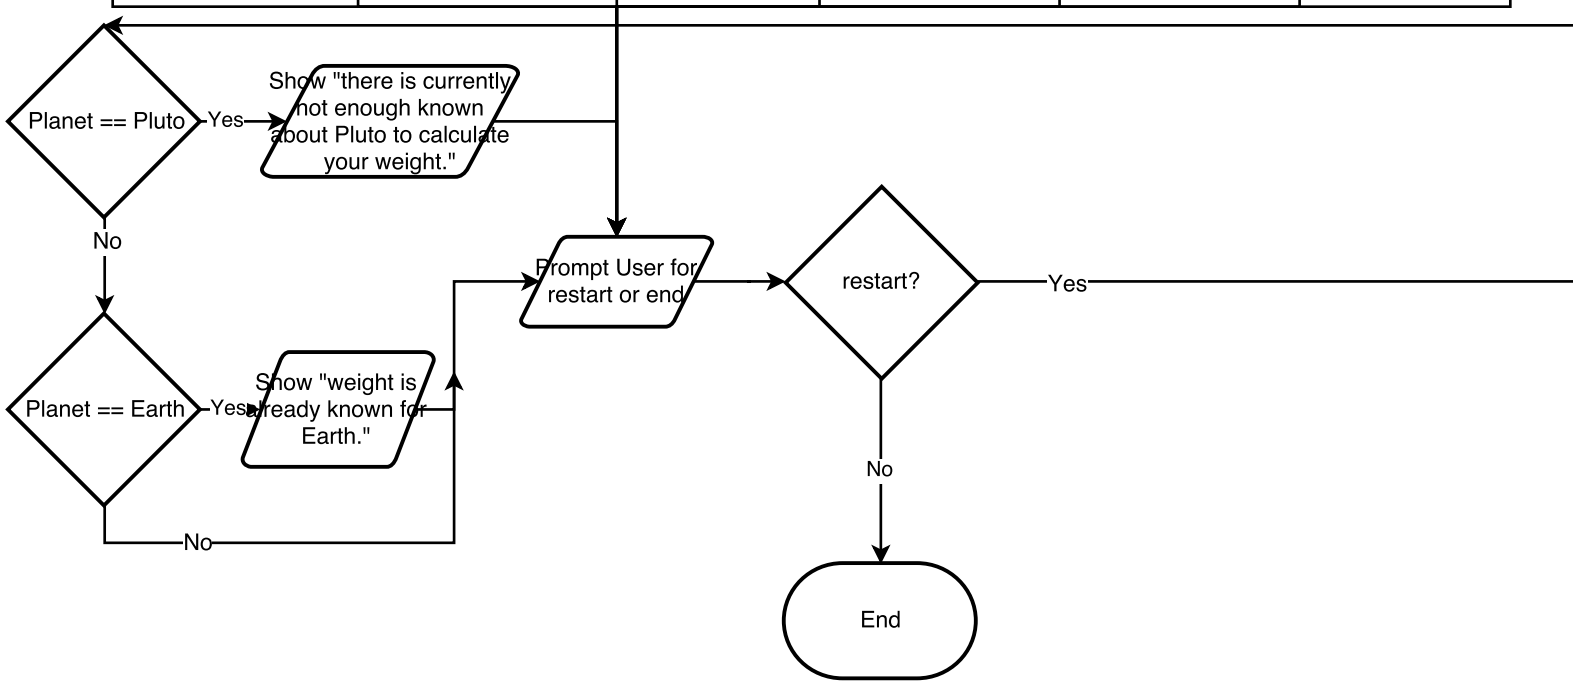 Planet == Pluto
Yes
Show "there is currently
not enough known
about Pluto to calculate
your weight."
No
Prompt User for
restart or end
restart?
Yes
Planet == Earth
Yes
Show "weight is
already known for
Earth."
No
No
End